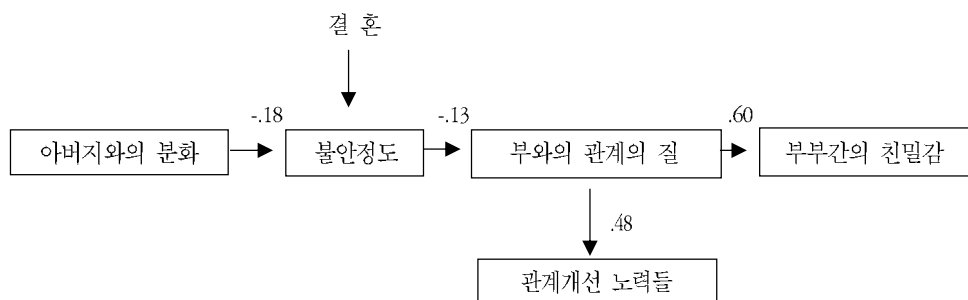 결 혼
-.18
-.13
.60
아버지와의 분화
불안정도
부와의 관계의 질
부부간의 친밀감
.48
관계개선 노력들